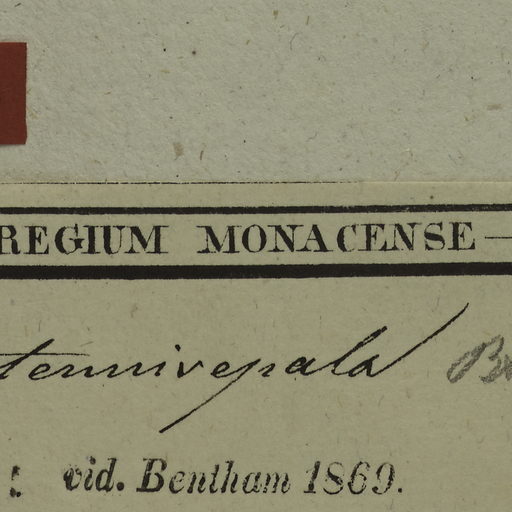 REGIUM MONACENSE —
tenuisepala
: vid. Bentham 1869.